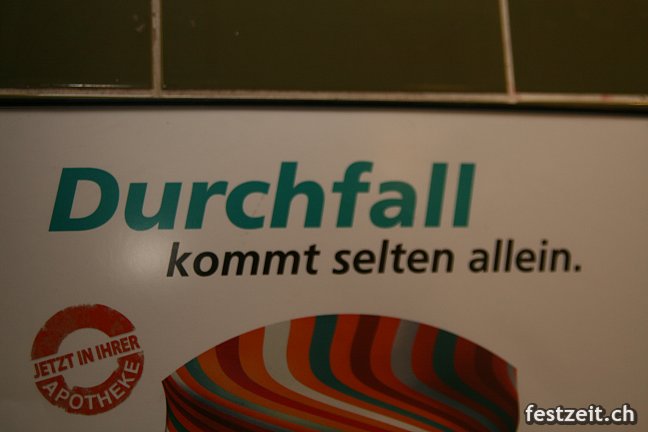 Durchfall
kommt selten allein.
JETZT IN IHRER
APOTHEKE
festzeit.ch